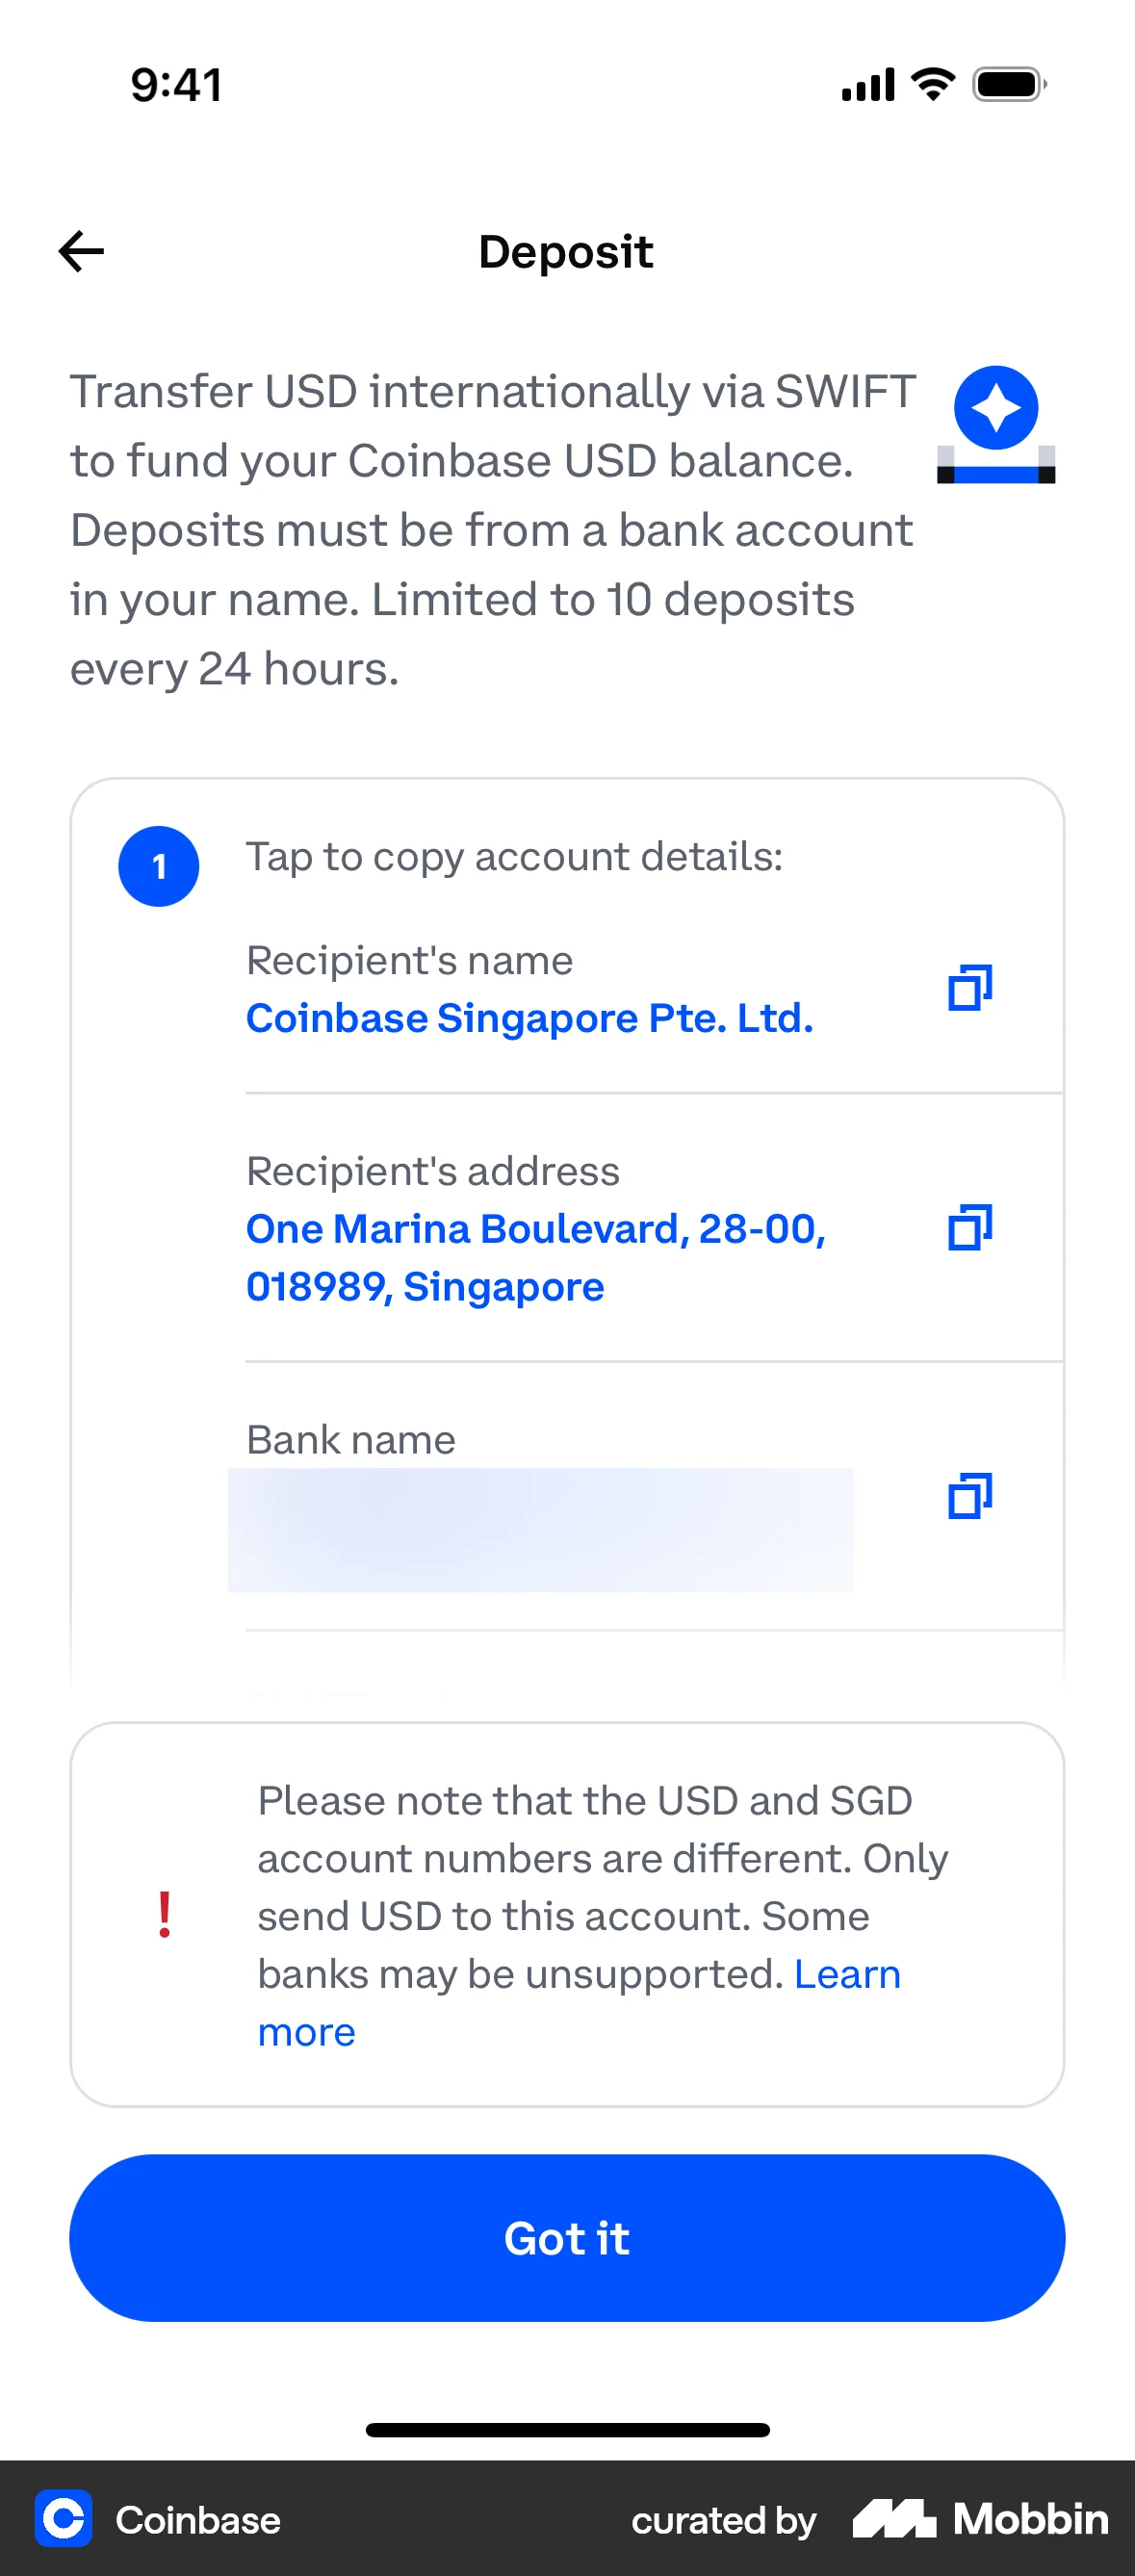 9:41
Deposit
Transfer USD internationally via SWIFT
to fund your Coinbase USD balance.
Deposits must be from a bank account
in your name. Limited to 10 deposits
every 24 hours.
1
Tap to copy account details:
Recipient's name
Coinbase Singapore Pte. Ltd.
Recipient's address
One Marina Boulevard, 28-00,
018989, Singapore
Bank name
!
Please note that the USD and SGD
account numbers are different. Only
send USD to this account. Some
banks may be unsupported. Learn
more
Got it
Coinbase
curated by Mobbin